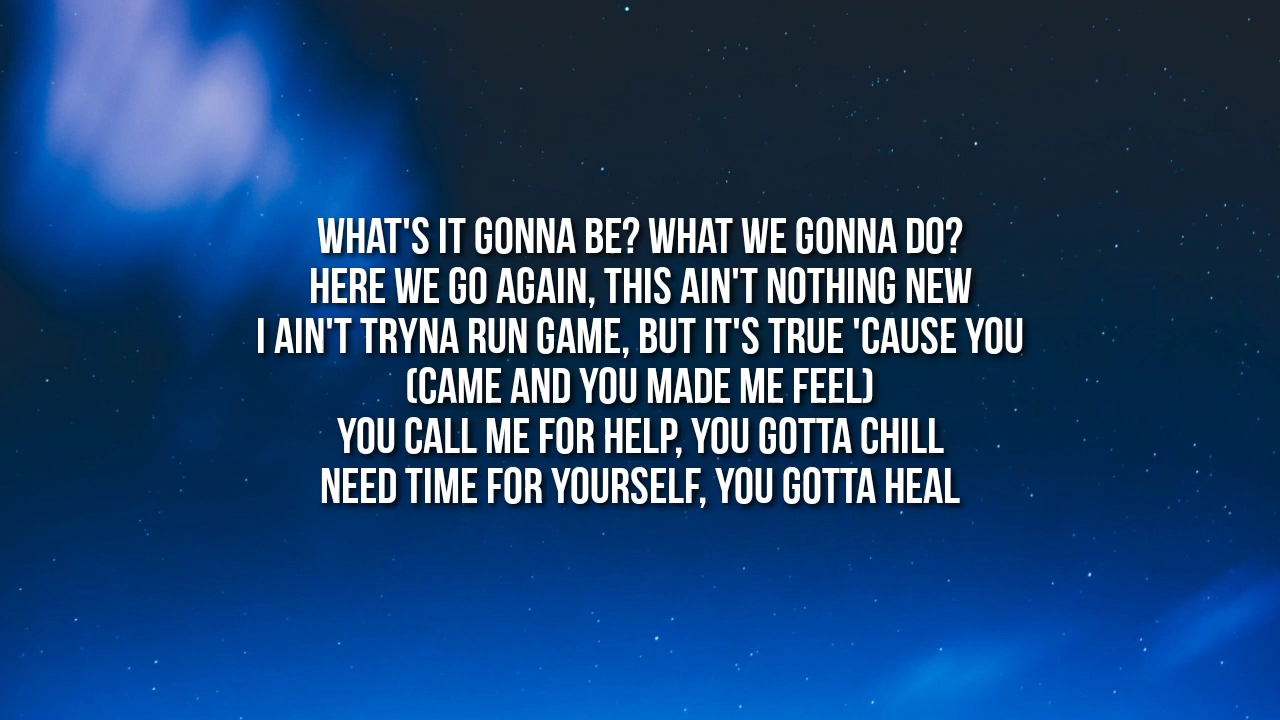 WHAT'S IT GONNA BE? WHAT WE GONNA DO?
HERE WE GO AGAIN, THIS AIN'T NOTHING NEW
I AIN'T TRYNA RUN GAME, BUT IT'S TRUE 'CAUSE YOU
(CAME AND YOU MADE ME FEEL)
YOU CALL ME FOR HELP, YOU GOTTA CHILL
NEED TIME FOR YOURSELF, YOU GOTTA HEAL